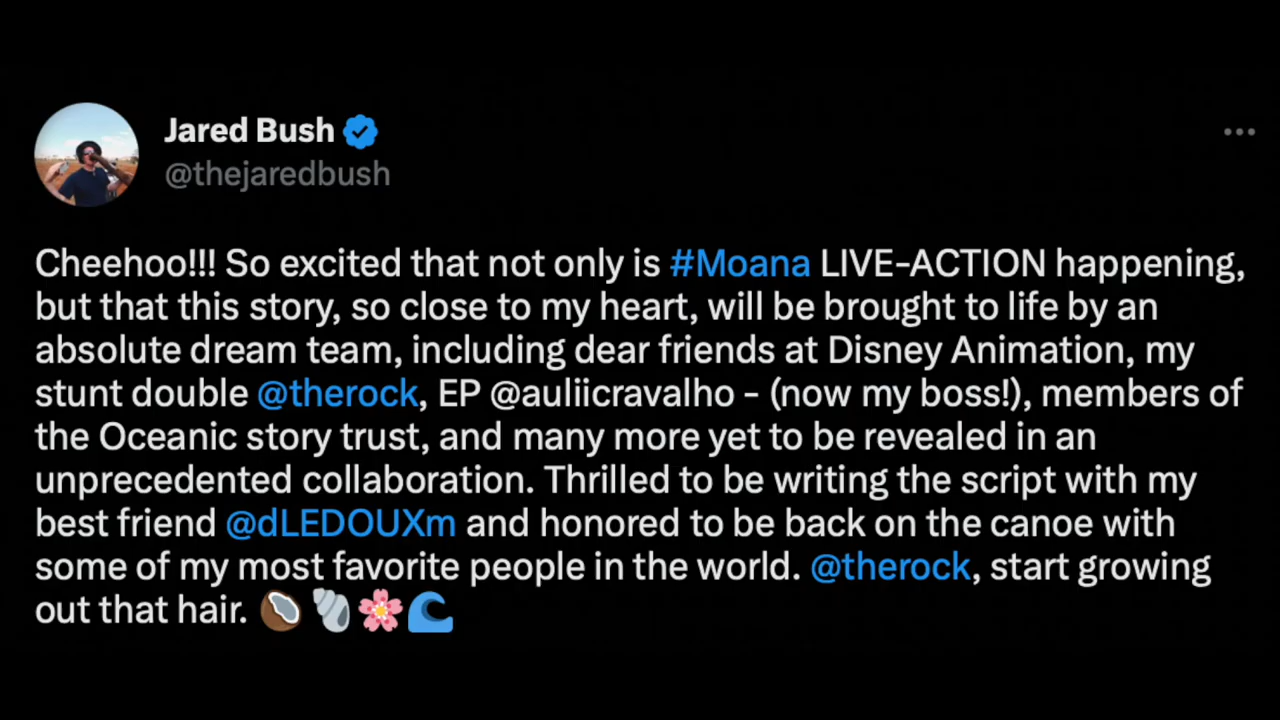 Jared Bush
@thejaredbush
Cheehoo!!! So excited that not only is #Moana LIVE-ACTION happening,
but that this story, so close to my heart, will be brought to life by an
absolute dream team, including dear friends at Disney Animation, my
stunt double @therock, EP @auliicravalho - (now my boss!), members of
the Oceanic story trust, and many more yet to be revealed in an
unprecedented collaboration. Thrilled to be writing the script with my
best friend @dLEDOUXm and honored to be back on the canoe with
some of my most favorite people in the world. @therock, start growing
out that hair. 🥥🐚🌸🌊